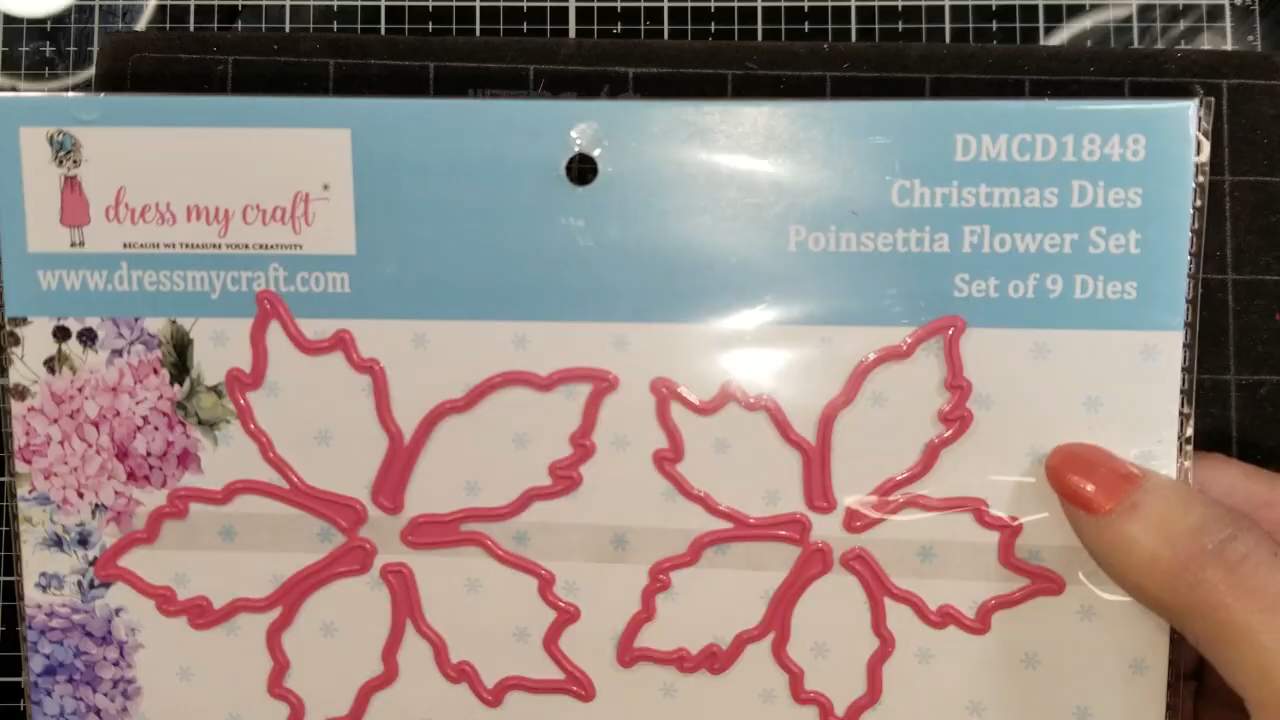 dress my craft
BECAUSE WE TREASURE YOUR CREATIVITY
www.dressmycraft.com
DMCD1848
Christmas Dies
Poinsettia Flower Set
Set of 9 Dies